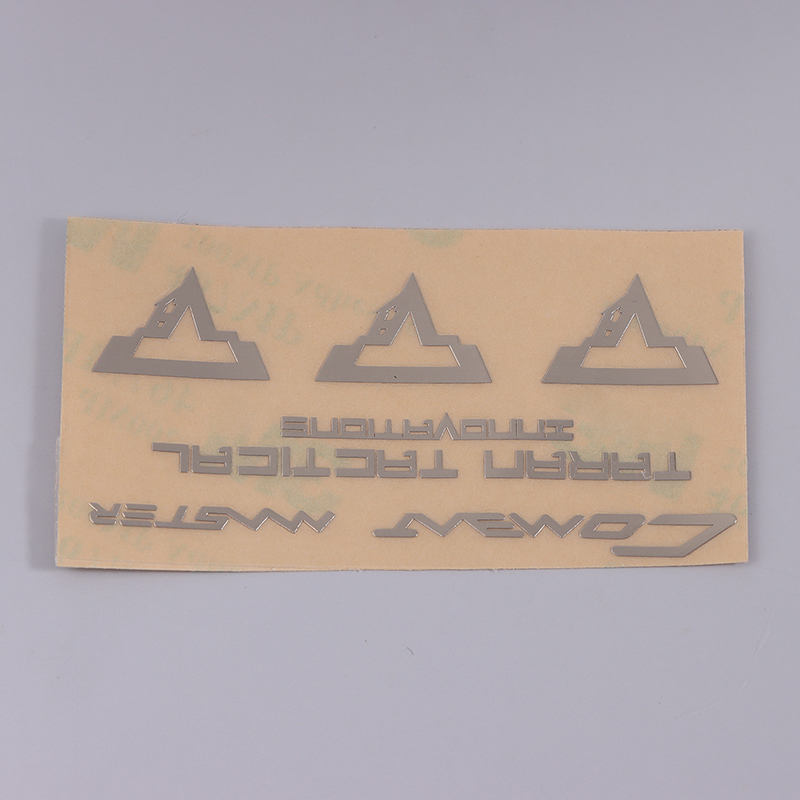 COMBAT MASTER
TARAN TACTICAL
INNOVATIONS